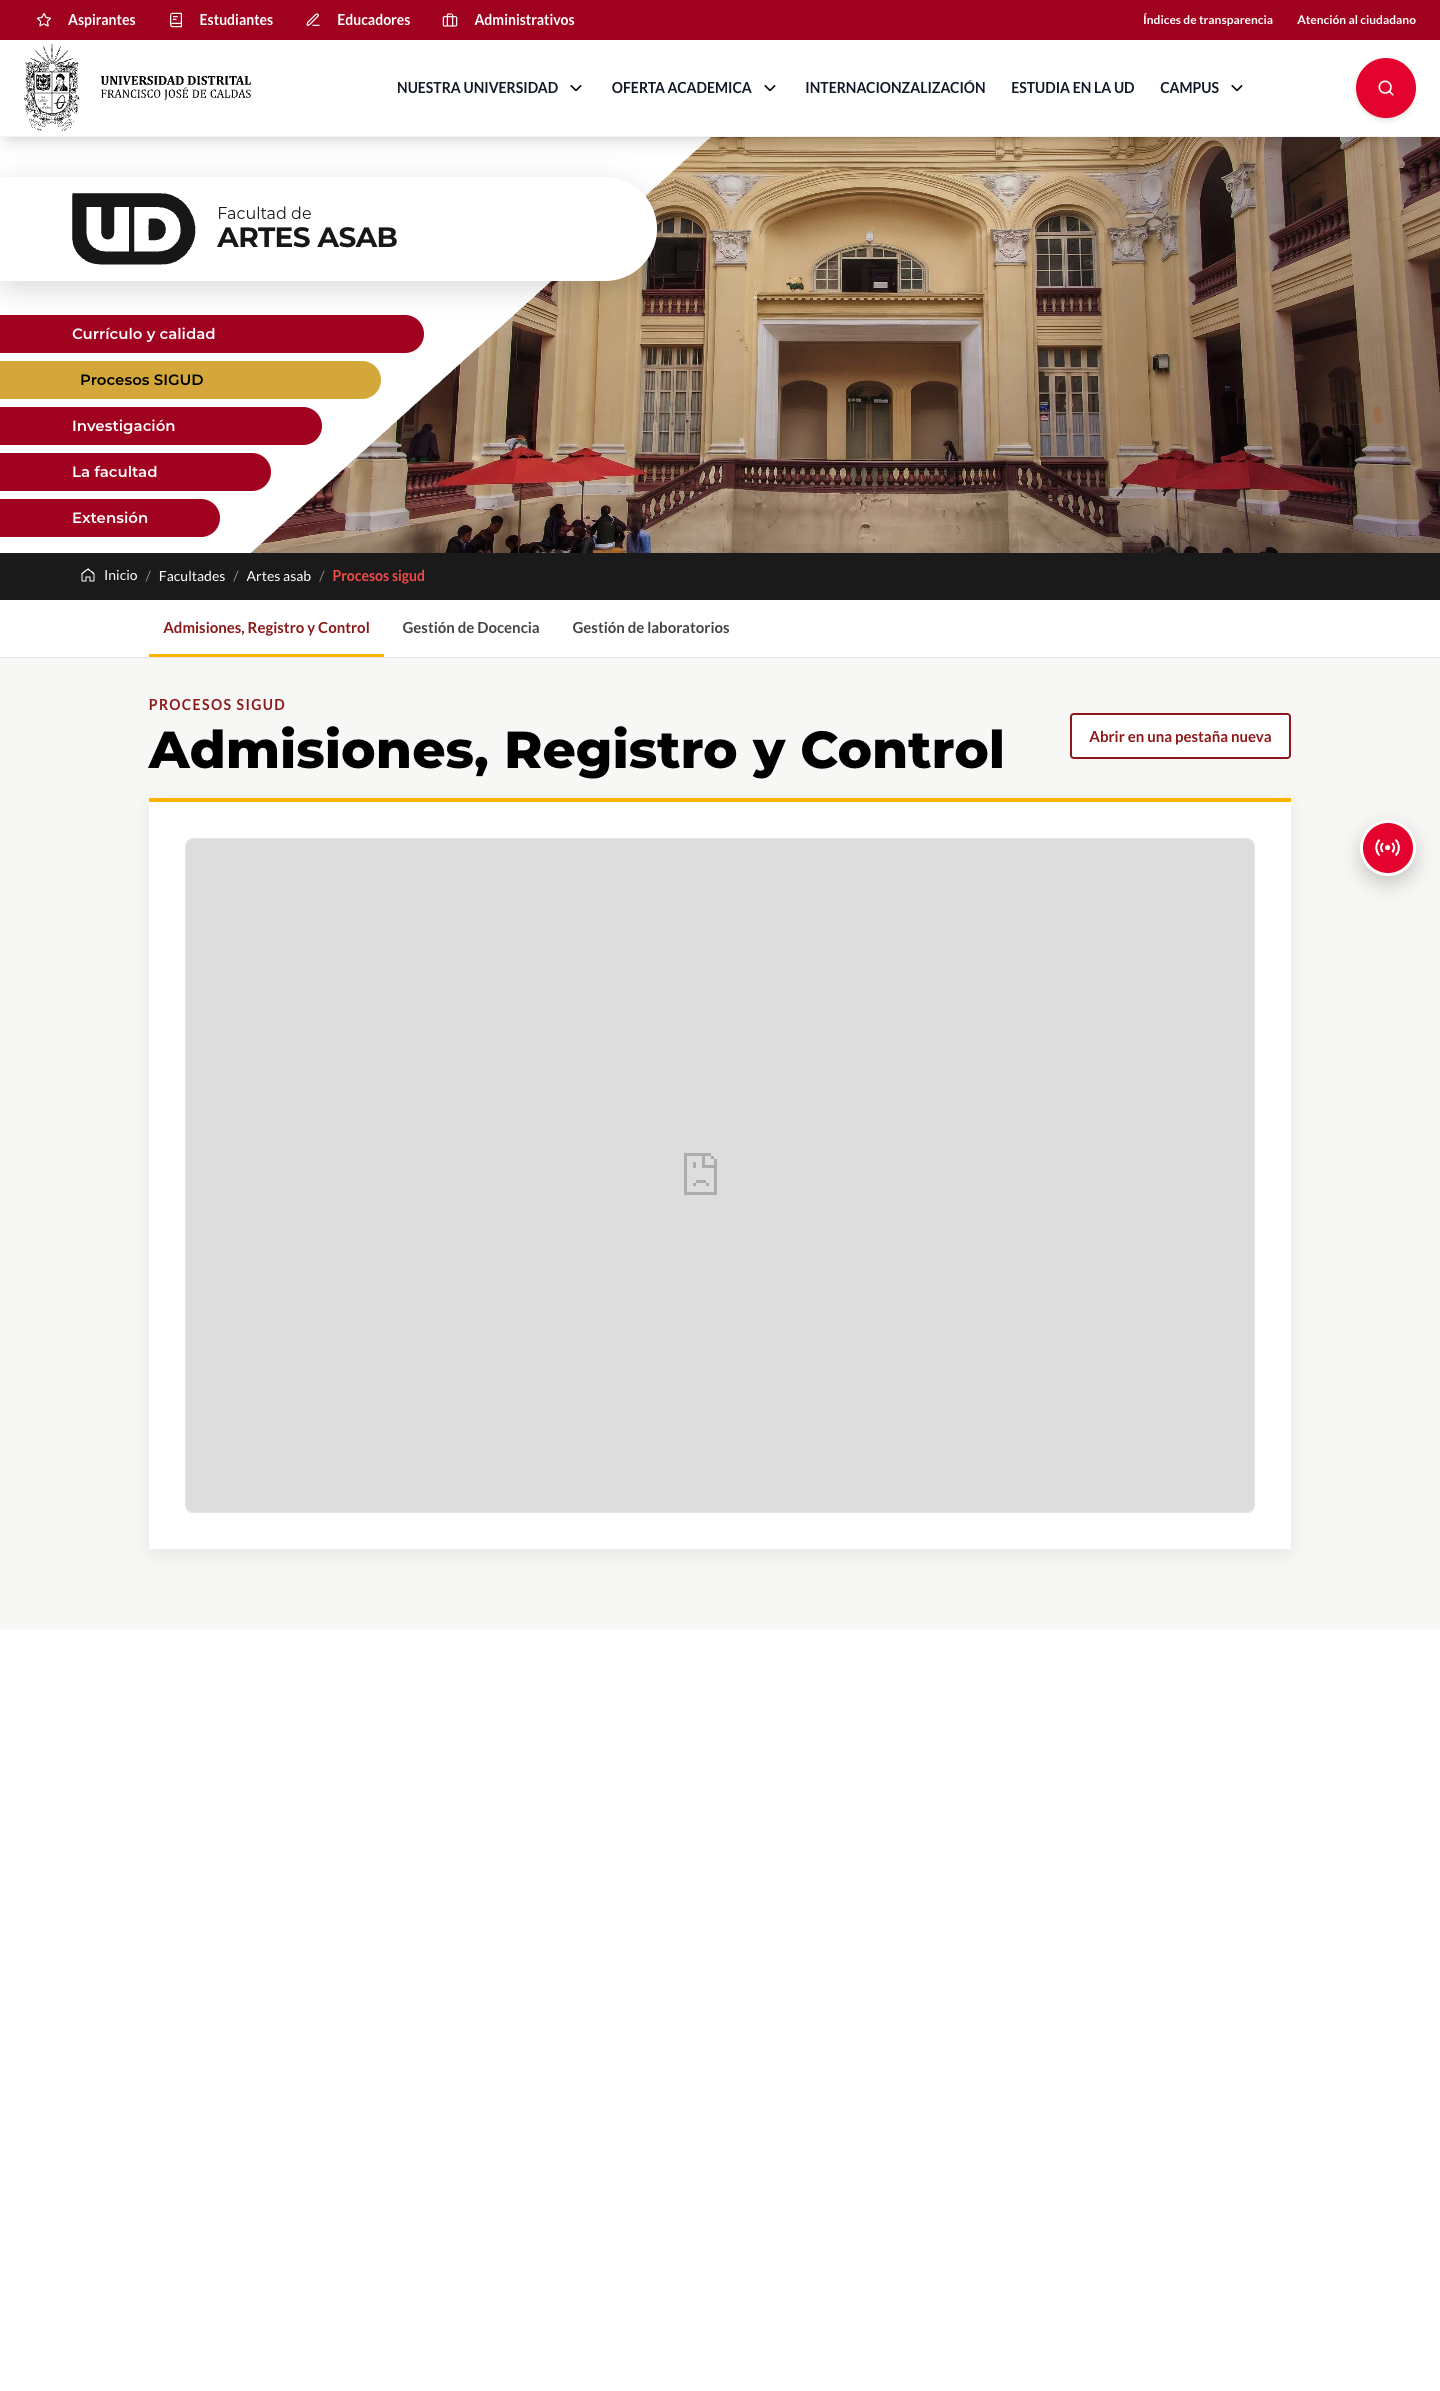 Aspirantes
Estudiantes
Educadores
Administrativos
Índices de transparencia
Atención al ciudadano
UNIVERSIDAD DISTRITAL
FRANCISCO JOSÉ DE CALDAS
NUESTRA UNIVERSIDAD
OFERTA ACADEMICA
INTERNACIONZALIZACIÓN
ESTUDIA EN LA UD
CAMPUS
UD
Facultad de
ARTES ASAB
Currículo y calidad
Procesos SIGUD
Investigación
La facultad
Extensión
Inicio / Facultades / Artes asab / Procesos sigud
Admisiones, Registro y Control
Gestión de Docencia
Gestión de laboratorios
PROCESOS SIGUD
Admisiones, Registro y Control
Abrir en una pestaña nueva